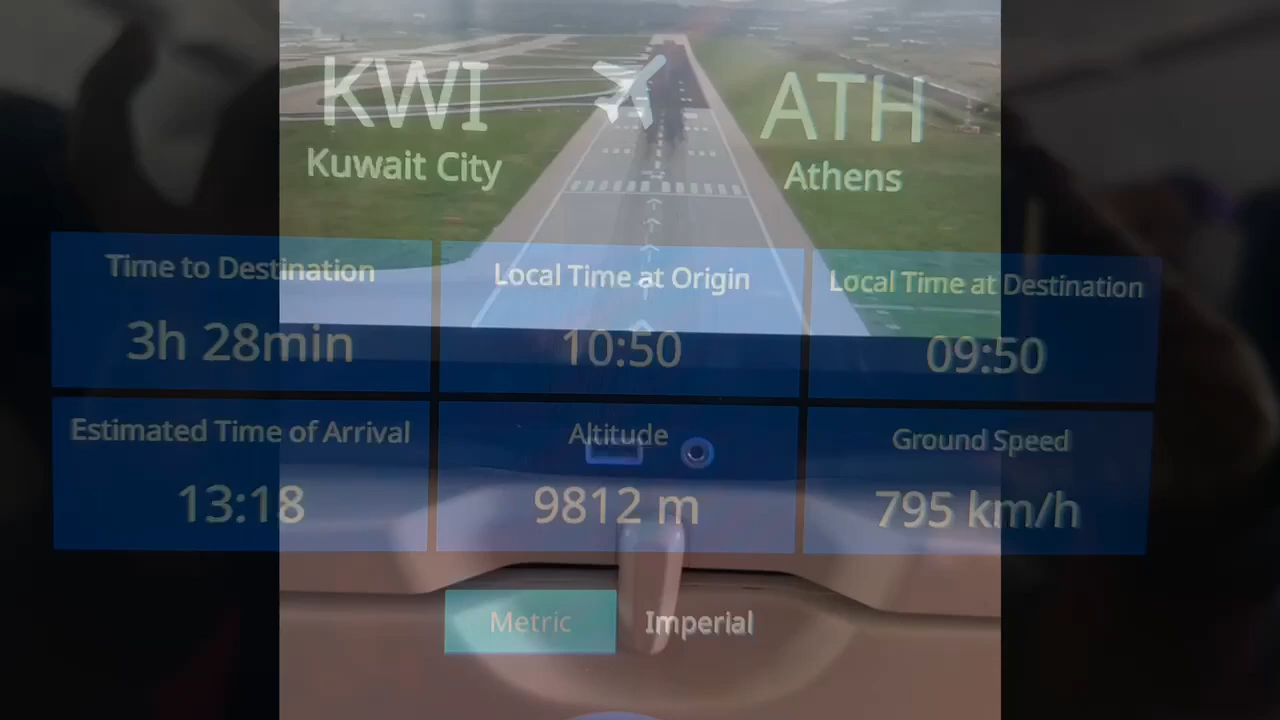 KWI ATH
Kuwait City Athens
Time to Destination Local Time at Origin Local Time at Destination
3h 28min 10:50 09:50
Estimated Time of Arrival Altitude Ground Speed
13:18 9812 m 795 km/h
Metric Imperial